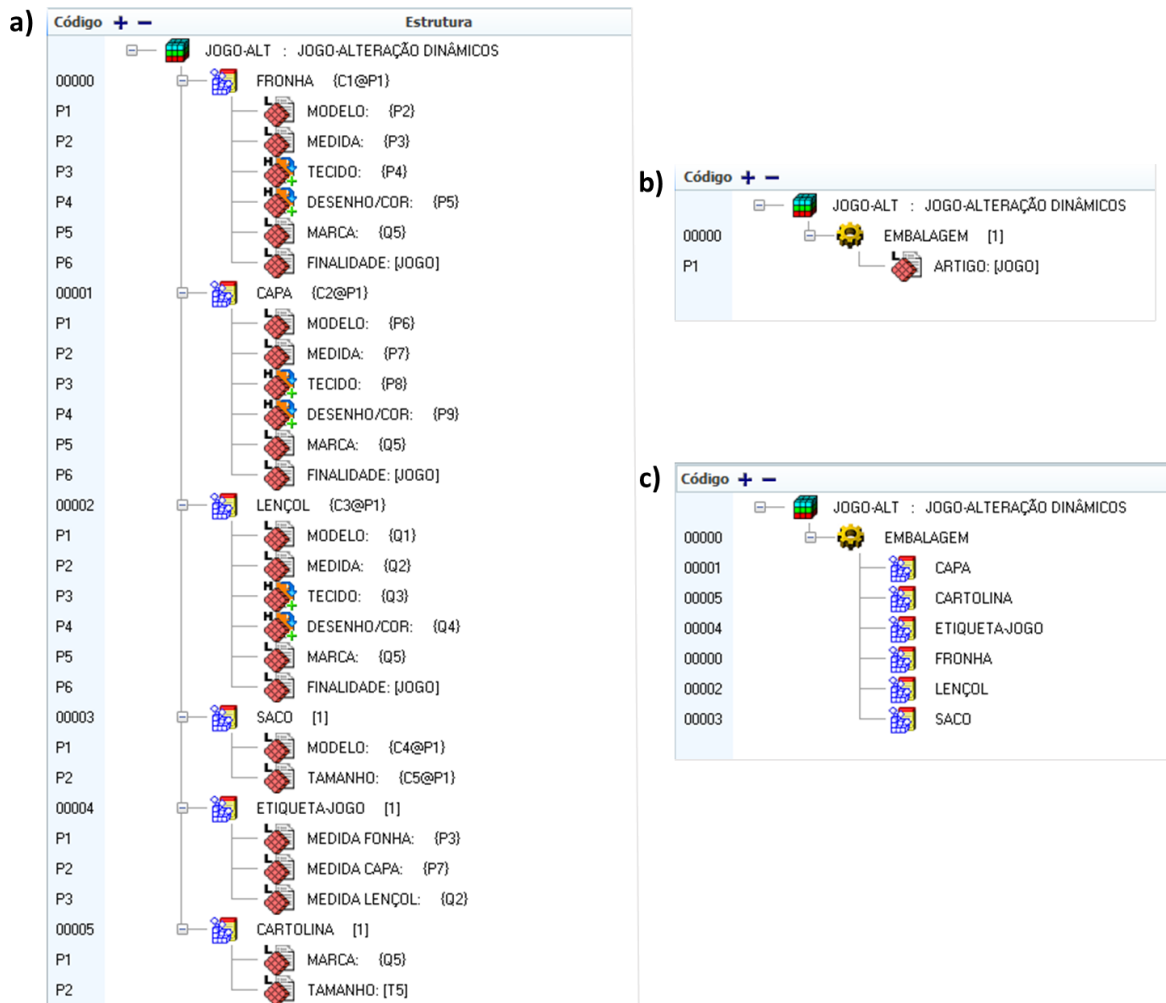 a)
Código + − Estrutura
JOGO-ALT : JOGO-ALTERAÇÃO DINÂMICOS
00000 FRONHA {C1@P1}
P1 MODELO: {P2}
P2 MEDIDA: {P3}
P3 TECIDO: {P4}
P4 DESENHO/COR: {P5}
P5 MARCA: {Q5}
P6 FINALIDADE: [JOGO]
00001 CAPA {C2@P1}
P1 MODELO: {P6}
P2 MEDIDA: {P7}
P3 TECIDO: {P8}
P4 DESENHO/COR: {P9}
P5 MARCA: {Q5}
P6 FINALIDADE: [JOGO]
00002 LENÇOL {C3@P1}
P1 MODELO: {Q1}
P2 MEDIDA: {Q2}
P3 TECIDO: {Q3}
P4 DESENHO/COR: {Q4}
P5 MARCA: {Q5}
P6 FINALIDADE: [JOGO]
00003 SACO [1]
P1 MODELO: {C4@P1}
P2 TAMANHO: {C5@P1}
00004 ETIQUETA-JOGO [1]
P1 MEDIDA FONHA: {P3}
P2 MEDIDA CAPA: {P7}
P3 MEDIDA LENÇOL: {Q2}
00005 CARTOLINA [1]
P1 MARCA: {Q5}
P2 TAMANHO: [T5]
b)
Código + −
JOGO-ALT : JOGO-ALTERAÇÃO DINÂMICOS
00000 EMBALAGEM [1]
P1 ARTIGO: [JOGO]
c)
Código + −
JOGO-ALT : JOGO-ALTERAÇÃO DINÂMICOS
00000 EMBALAGEM
00001 CAPA
00005 CARTOLINA
00004 ETIQUETA-JOGO
00000 FRONHA
00002 LENÇOL
00003 SACO